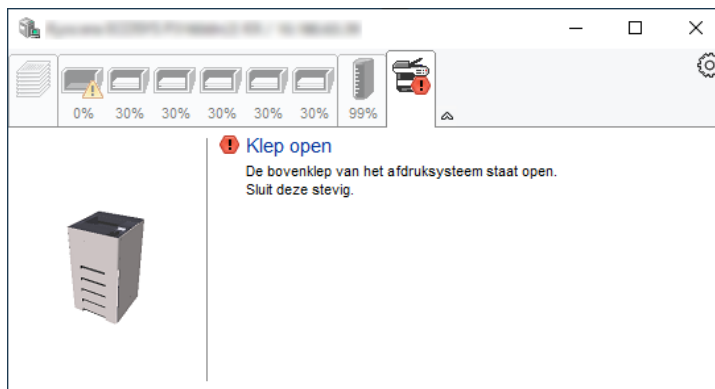 0% 30% 30% 30% 30% 30% 99%
Klep open
De bovenklep van het afdruksysteem staat open.
Sluit deze stevig.